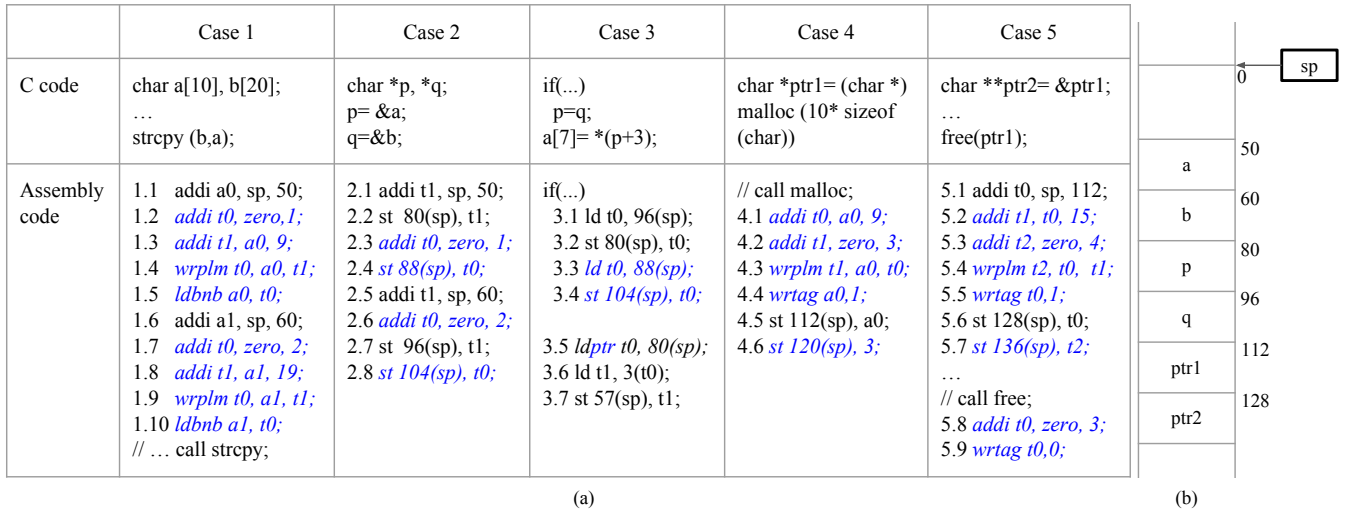 Case 1
Case 2
Case 3
Case 4
Case 5
C code
char a[10], b[20];
…
strcpy (b,a);
char *p, *q;
p= &a;
q=&b;
if(...)
p=q;
a[7]= *(p+3);
char *ptr1= (char *)
malloc (10* sizeof
(char))
char **ptr2= &ptr1;
…
free(ptr1);
Assembly
code
1.1 addi a0, sp, 50;
1.2 addi t0, zero,1;
1.3 addi t1, a0, 9;
1.4 wrplm t0, a0, t1;
1.5 ldbnb a0, t0;
1.6 addi a1, sp, 60;
1.7 addi t0, zero, 2;
1.8 addi t1, a1, 19;
1.9 wrplm t0, a1, t1;
1.10 ldbnb a1, t0;
// … call strcpy;
2.1 addi t1, sp, 50;
2.2 st 80(sp), t1;
2.3 addi t0, zero, 1;
2.4 st 88(sp), t0;
2.5 addi t1, sp, 60;
2.6 addi t0, zero, 2;
2.7 st 96(sp), t1;
2.8 st 104(sp), t0;
if(...)
3.1 ld t0, 96(sp);
3.2 st 80(sp), t0;
3.3 ld t0, 88(sp);
3.4 st 104(sp), t0;
3.5 ldptr t0, 80(sp);
3.6 ld t1, 3(t0);
3.7 st 57(sp), t1;
// call malloc;
4.1 addi t0, a0, 9;
4.2 addi t1, zero, 3;
4.3 wrplm t1, a0, t0;
4.4 wrtag a0,1;
4.5 st 112(sp), a0;
4.6 st 120(sp), 3;
5.1 addi t0, sp, 112;
5.2 addi t1, t0, 15;
5.3 addi t2, zero, 4;
5.4 wrplm t2, t0, t1;
5.5 wrtag t0,1;
5.6 st 128(sp), t0;
5.7 st 136(sp), t2;
…
// call free;
5.8 addi t0, zero, 3;
5.9 wrtag t0,0;
(a)
sp
0
50
a
60
b
80
p
96
q
112
ptr1
128
ptr2
(b)